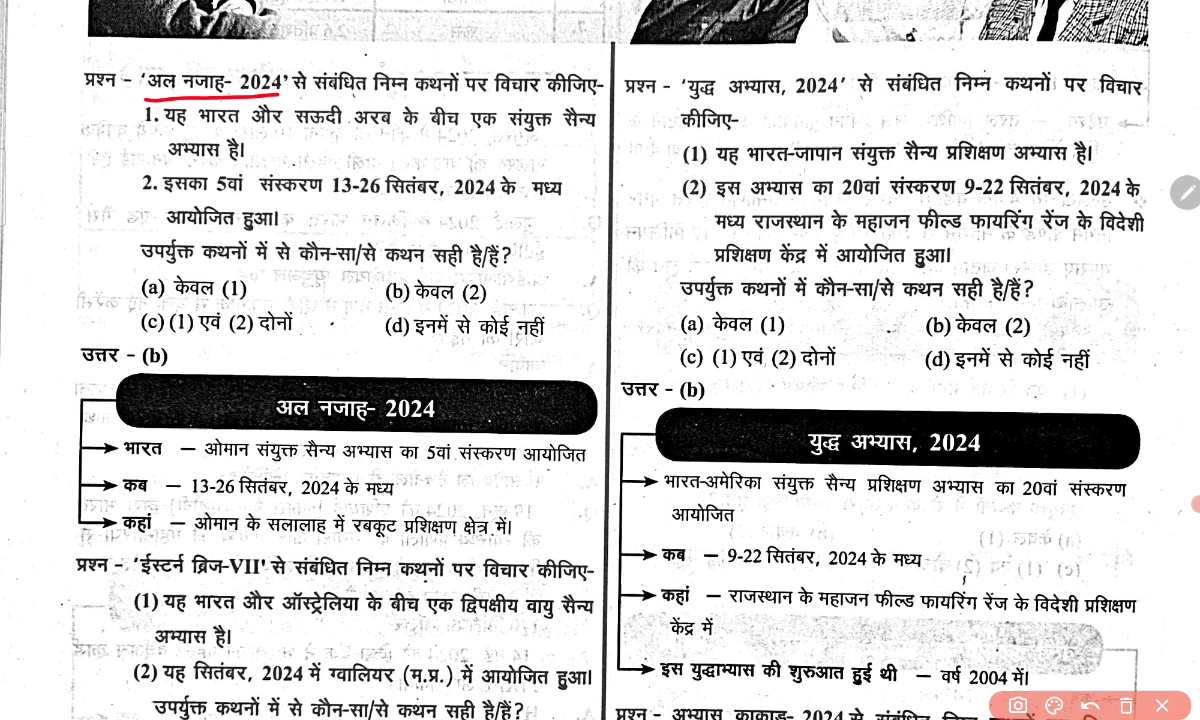 प्रश्न - 'अल नजाह- 2024' से संबंधित निम्न कथनों पर विचार कीजिए-
1. यह भारत और सऊदी अरब के बीच एक संयुक्त सैन्य
अभ्यास है।
2. इसका 5वां संस्करण 13-26 सितंबर, 2024 के मध्य
आयोजित हुआ।
उपर्युक्त कथनों में से कौन-सा/से कथन सही है/हैं?
(a) केवल (1) (b) केवल (2)
(c) (1) एवं (2) दोनों (d) इनमें से कोई नहीं
उत्तर - (b)
अल नजाह- 2024
भारत — ओमान संयुक्त सैन्य अभ्यास का 5वां संस्करण आयोजित
कब — 13-26 सितंबर, 2024 के मध्य
कहां — ओमान के सलालाह में रबकूट प्रशिक्षण क्षेत्र में।
प्रश्न - 'ईस्टर्न ब्रिज-VII' से संबंधित निम्न कथनों पर विचार कीजिए-
(1) यह भारत और ऑस्ट्रेलिया के बीच एक द्विपक्षीय वायु सैन्य
अभ्यास है।
(2) यह सितंबर, 2024 में ग्वालियर (म.प्र.) में आयोजित हुआ।
उपर्युक्त कथनों में से कौन-सा/से कथन सही है/हैं?
प्रश्न - 'युद्ध अभ्यास, 2024' से संबंधित निम्न कथनों पर विचार
कीजिए-
(1) यह भारत-जापान संयुक्त सैन्य प्रशिक्षण अभ्यास है।
(2) इस अभ्यास का 20वां संस्करण 9-22 सितंबर, 2024 के
मध्य राजस्थान के महाजन फील्ड फायरिंग रेंज के विदेशी
प्रशिक्षण केंद्र में आयोजित हुआ।
उपर्युक्त कथनों में कौन-सा/से कथन सही है/हैं?
(a) केवल (1) (b) केवल (2)
(c) (1) एवं (2) दोनों (d) इनमें से कोई नहीं
उत्तर - (b)
युद्ध अभ्यास, 2024
भारत-अमेरिका संयुक्त सैन्य प्रशिक्षण अभ्यास का 20वां संस्करण
आयोजित
कब — 9-22 सितंबर, 2024 के मध्य
कहां — राजस्थान के महाजन फील्ड फायरिंग रेंज के विदेशी प्रशिक्षण
केंद्र में
इस युद्धाभ्यास की शुरुआत हुई थी — वर्ष 2004 में।
प्रश्न - अभ्यास काकाड- 2024 से संबंधित निम्न